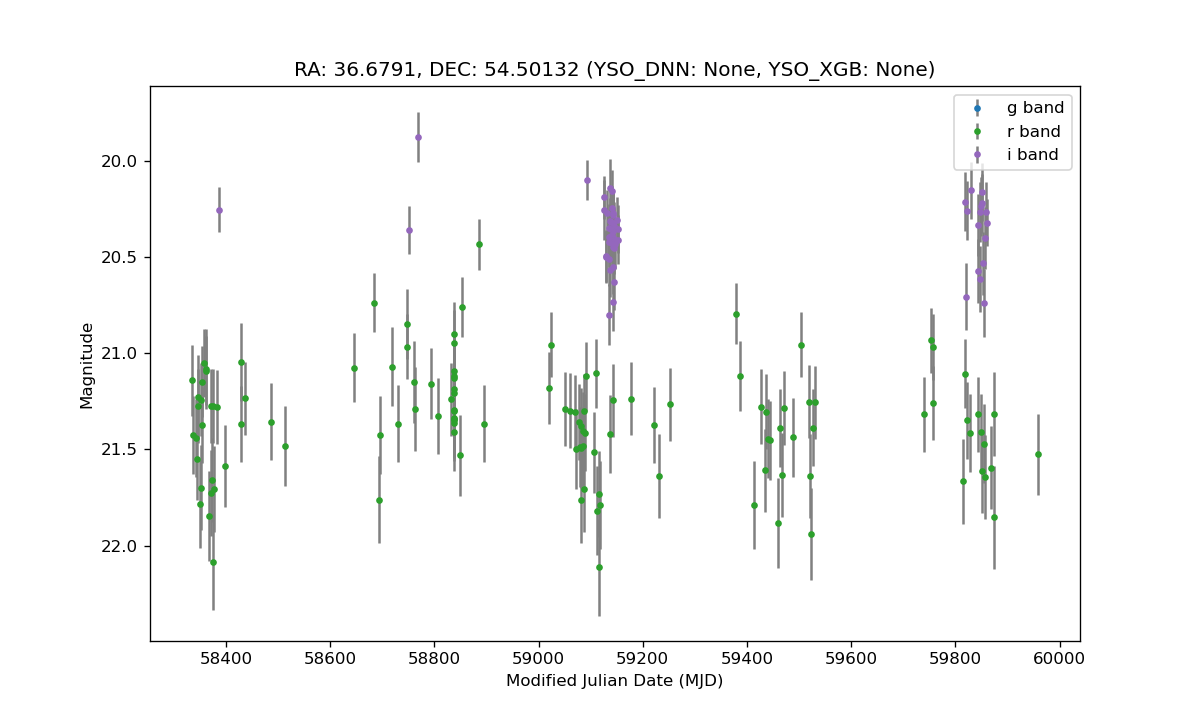 RA: 36.6791, DEC: 54.50132 (YSO_DNN: None, YSO_XGB: None)
g band
r band
i band
20.0
20.5
21.0
21.5
22.0
Magnitude
58400 58600 58800 59000 59200 59400 59600 59800 60000
Modified Julian Date (MJD)